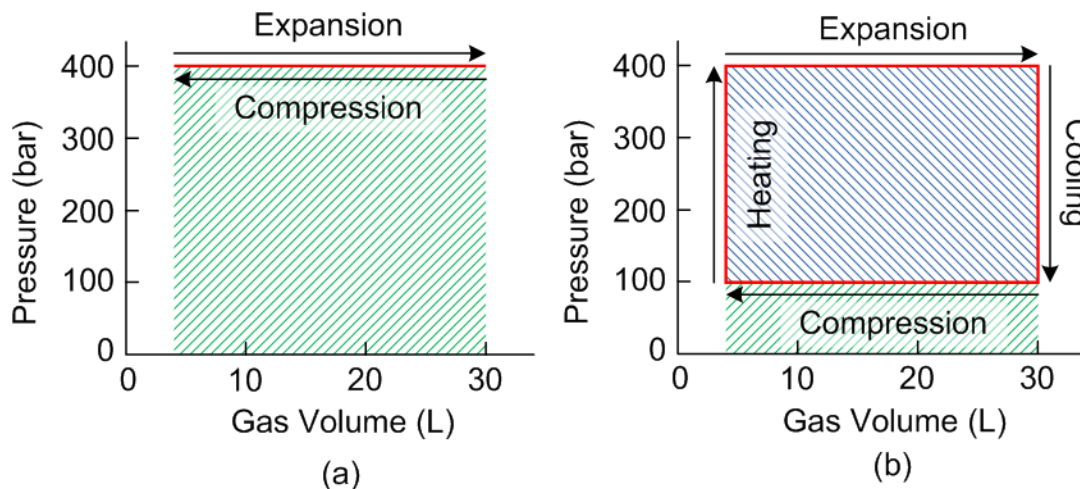 Expansion
Compression
400
300
200
100
0
Pressure (bar)
0
10
20
30
Gas Volume (L)
(a)
Expansion
Heating
Cooling
Compression
400
300
200
100
0
Pressure (bar)
0
10
20
30
Gas Volume (L)
(b)